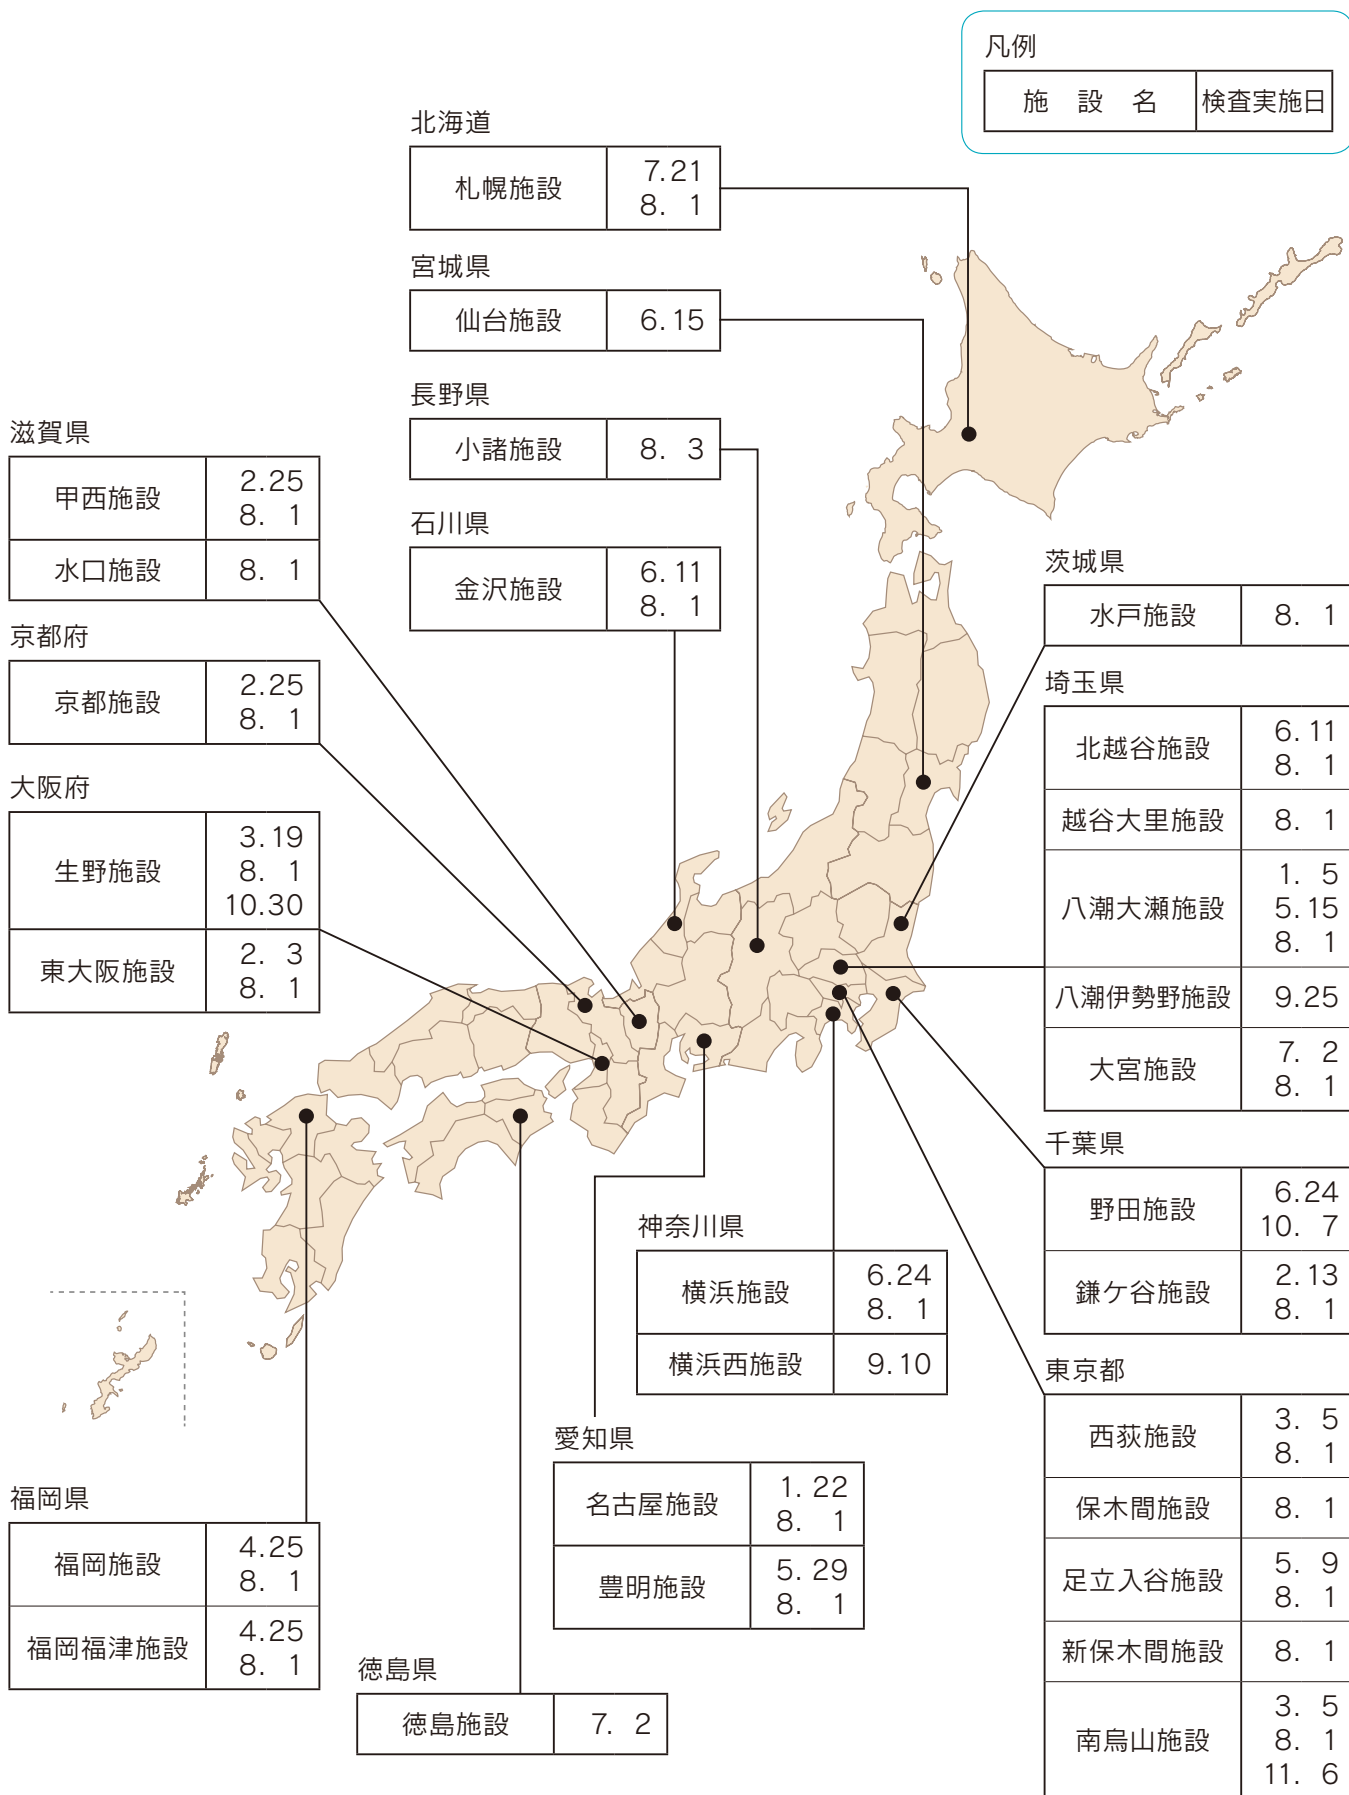 凡例
施 設 名 検査実施日
北海道
札幌施設 7.21
8. 1
宮城県
仙台施設 6.15
長野県
小諸施設 8. 3
石川県
金沢施設 6.11
8. 1
滋賀県
甲西施設 2.25
8. 1
水口施設 8. 1
京都府
京都施設 2.25
8. 1
大阪府
生野施設 3.19
8. 1
10.30
東大阪施設 2. 3
8. 1
茨城県
水戸施設 8. 1
埼玉県
北越谷施設 6.11
8. 1
越谷大里施設 8. 1
八潮大瀬施設 1. 5
5.15
8. 1
八潮伊勢野施設 9.25
大宮施設 7. 2
8. 1
千葉県
野田施設 6.24
10. 7
鎌ケ谷施設 2.13
8. 1
東京都
西荻施設 3. 5
8. 1
保木間施設 8. 1
足立入谷施設 5. 9
8. 1
新保木間施設 8. 1
南烏山施設 3. 5
8. 1
11. 6
神奈川県
横浜施設 6.24
8. 1
横浜西施設 9.10
愛知県
名古屋施設 1.22
8. 1
豊明施設 5.29
8. 1
福岡県
福岡施設 4.25
8. 1
福岡福津施設 4.25
8. 1
徳島県
徳島施設 7. 2